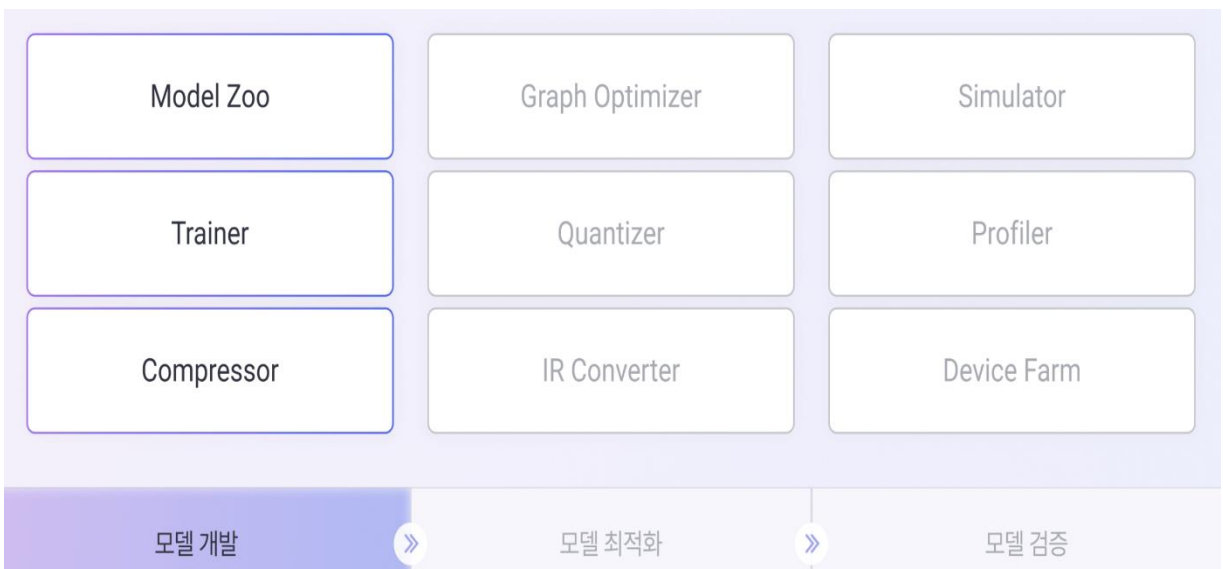 Model Zoo
Graph Optimizer
Simulator
Trainer
Quantizer
Profiler
Compressor
IR Converter
Device Farm
모델 개발
모델 최적화
모델 검증